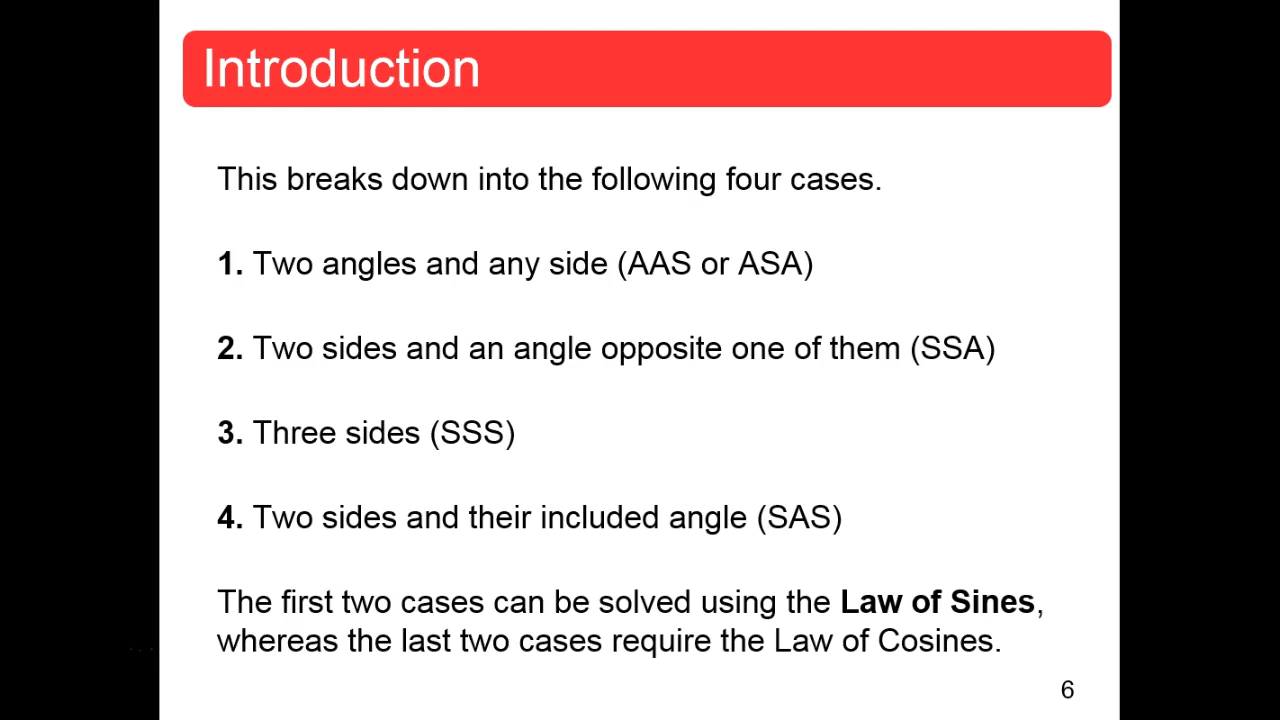 Introduction
This breaks down into the following four cases.
1. Two angles and any side (AAS or ASA)
2. Two sides and an angle opposite one of them (SSA)
3. Three sides (SSS)
4. Two sides and their included angle (SAS)
The first two cases can be solved using the Law of Sines,
whereas the last two cases require the Law of Cosines.
6